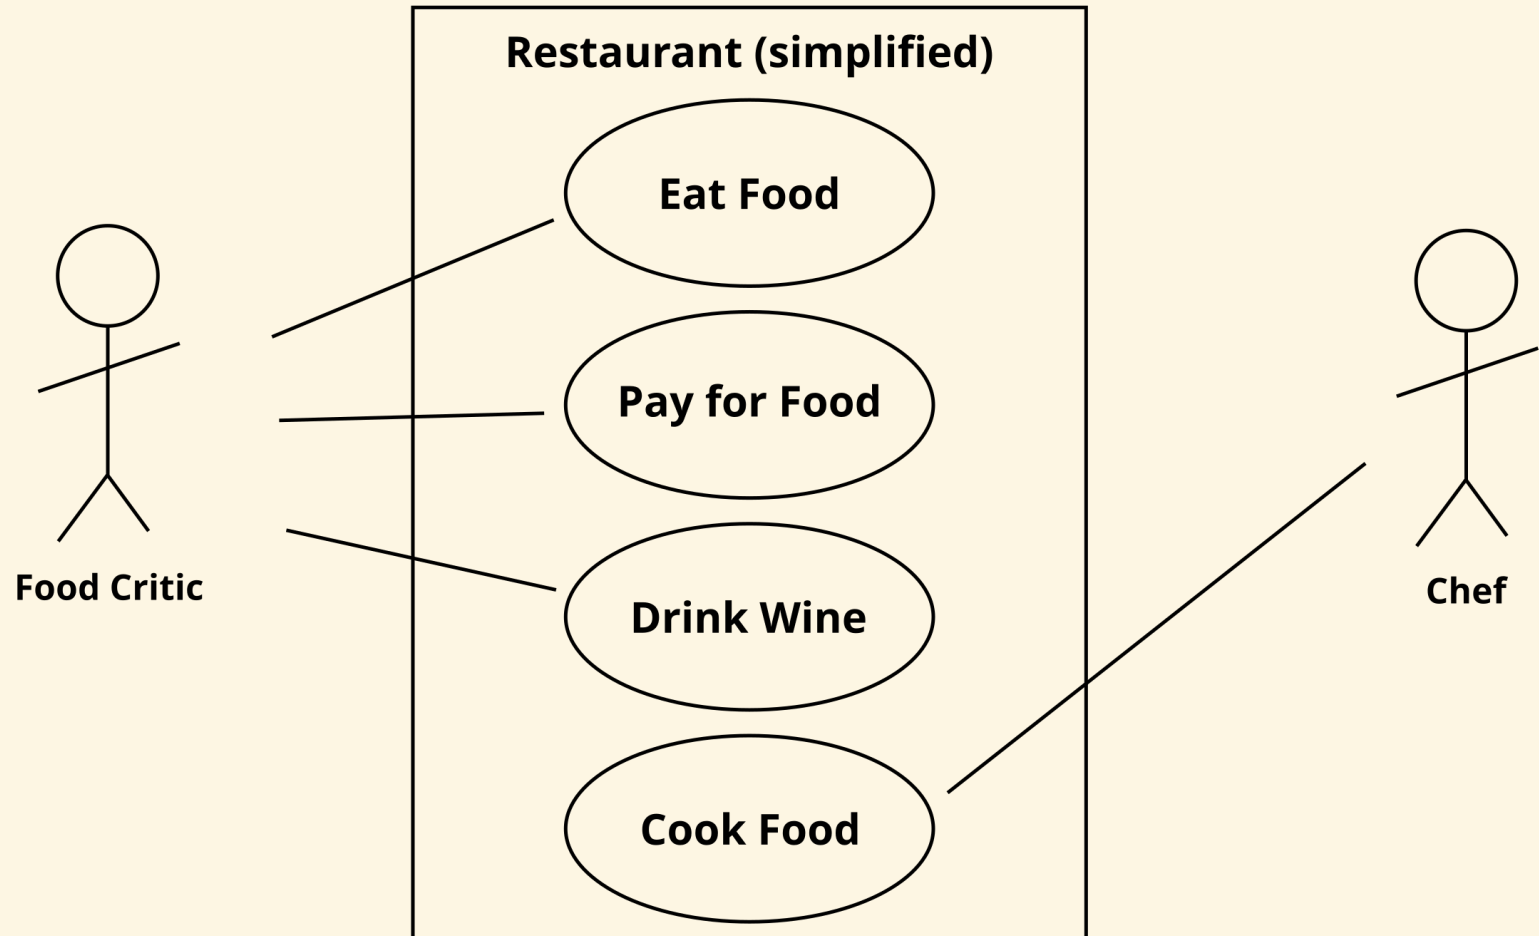 Restaurant (simplified)
Eat Food
Pay for Food
Drink Wine
Cook Food
Food Critic
Chef